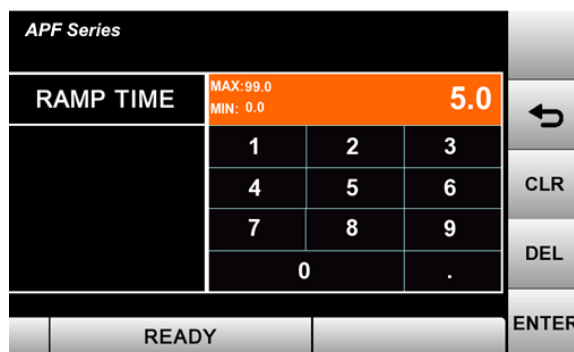 APF Series
RAMP TIME
MAX:99.0
MIN: 0.0
5.0
1 2 3
4 5 6
7 8 9
0 .
CLR
DEL
ENTER
READY